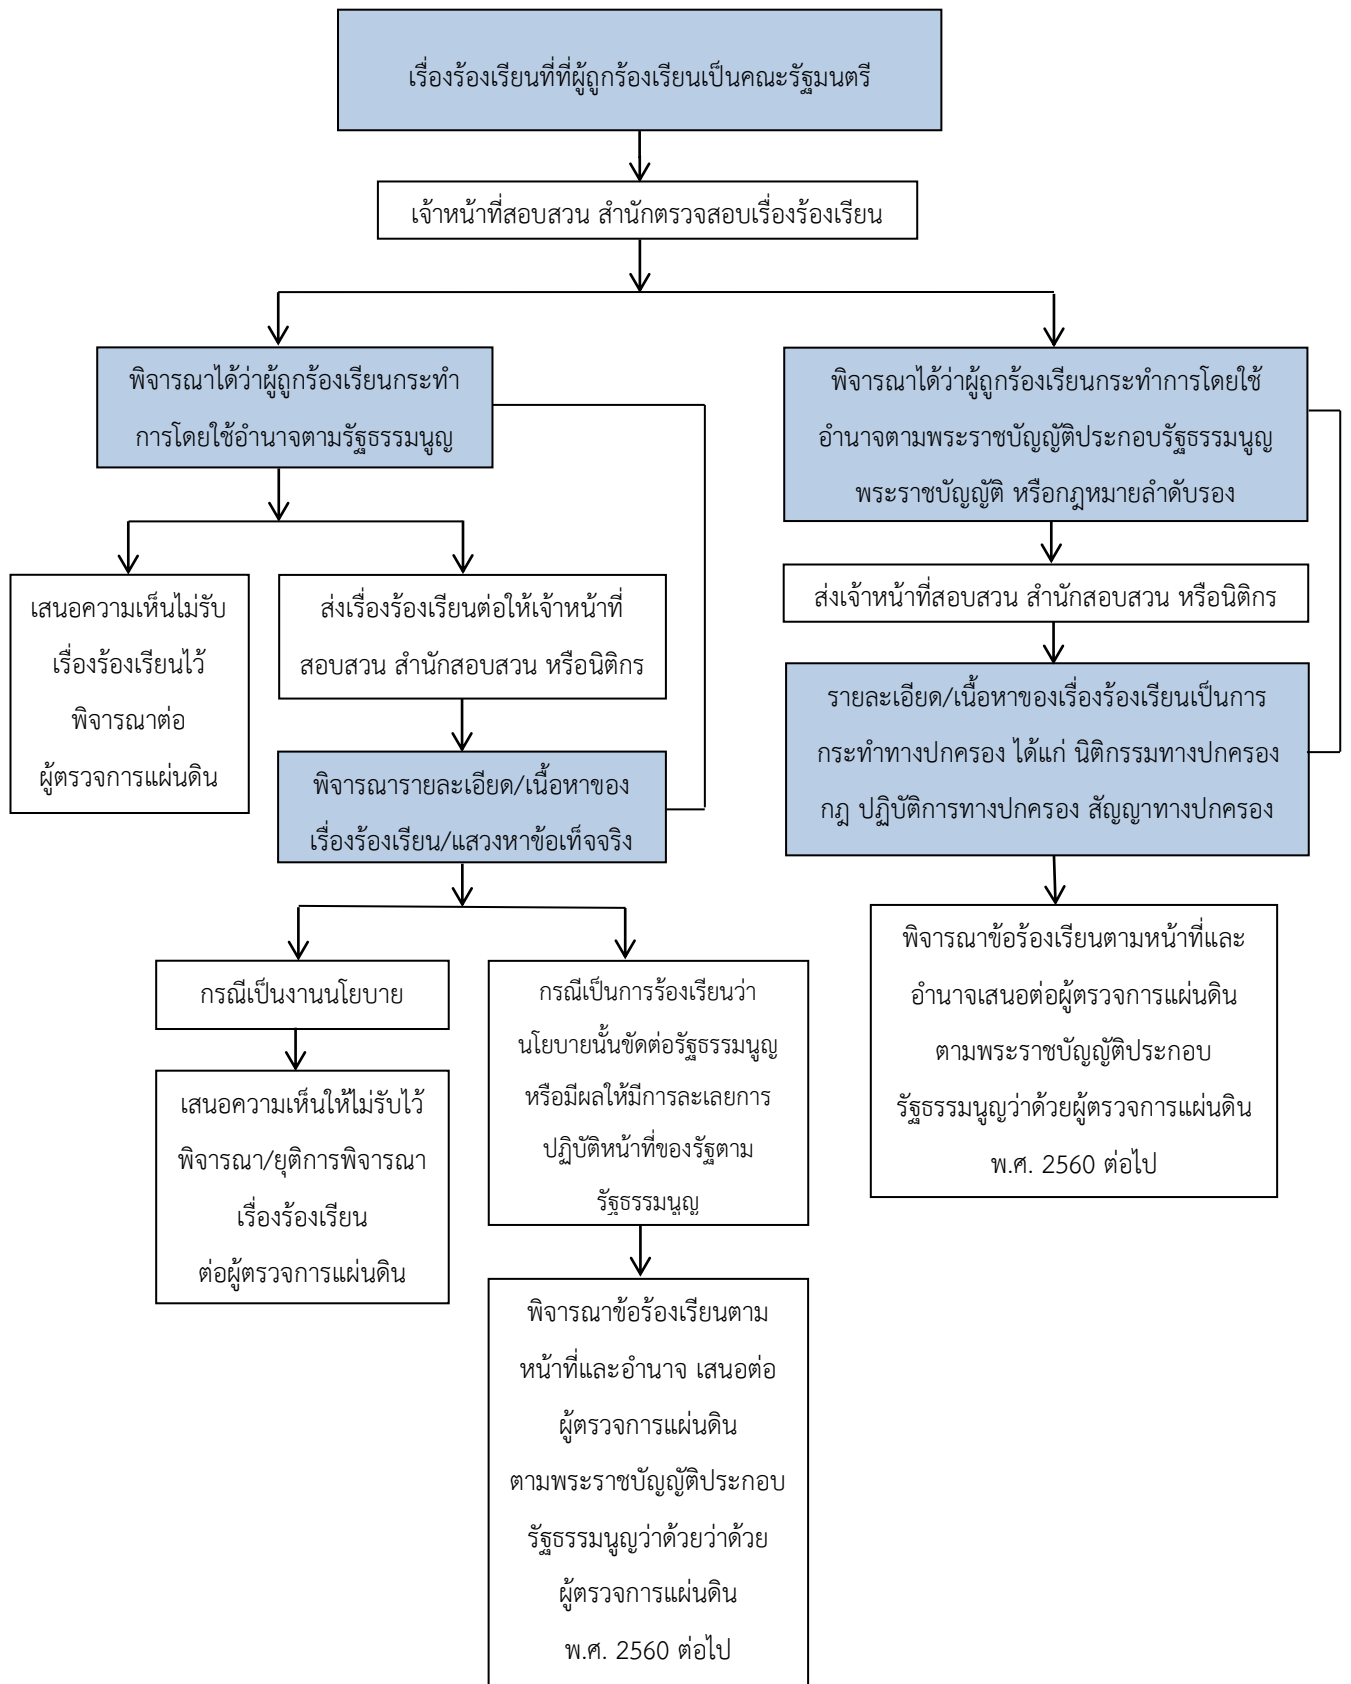 เรื่องร้องเรียนที่ที่ผู้ถูกร้องเรียนเป็นคณะรัฐมนตรี
เจ้าหน้าที่สอบสวน สำนักตรวจสอบเรื่องร้องเรียน
พิจารณาได้ว่าผู้ถูกร้องเรียนกระทำ
การโดยใช้อำนาจตามรัฐธรรมนูญ
พิจารณาได้ว่าผู้ถูกร้องเรียนกระทำการโดยใช้
อำนาจตามพระราชบัญญัติประกอบรัฐธรรมนูญ
พระราชบัญญัติ หรือกฎหมายลำดับรอง
เสนอความเห็นไม่รับ
เรื่องร้องเรียนไว้
พิจารณาต่อ
ผู้ตรวจการแผ่นดิน
ส่งเรื่องร้องเรียนต่อให้เจ้าหน้าที่
สอบสวน สำนักสอบสวน หรือนิติกร
ส่งเจ้าหน้าที่สอบสวน สำนักสอบสวน หรือนิติกร
พิจารณารายละเอียด/เนื้อหาของ
เรื่องร้องเรียน/แสวงหาข้อเท็จจริง
รายละเอียด/เนื้อหาของเรื่องร้องเรียนเป็นการ
กระทำทางปกครอง ได้แก่ นิติกรรมทางปกครอง
กฎ ปฏิบัติการทางปกครอง สัญญาทางปกครอง
กรณีเป็นงานนโยบาย
เสนอความเห็นให้ไม่รับไว้
พิจารณา/ยุติการพิจารณา
เรื่องร้องเรียน
ต่อผู้ตรวจการแผ่นดิน
กรณีเป็นการร้องเรียนว่า
นโยบายนั้นขัดต่อรัฐธรรมนูญ
หรือมีผลให้มีการละเลยการ
ปฏิบัติหน้าที่ของรัฐตาม
รัฐธรรมนูญ
พิจารณาข้อร้องเรียนตามหน้าที่และ
อำนาจเสนอต่อผู้ตรวจการแผ่นดิน
ตามพระราชบัญญัติประกอบ
รัฐธรรมนูญว่าด้วยผู้ตรวจการแผ่นดิน
พ.ศ. 2560 ต่อไป
พิจารณาข้อร้องเรียนตาม
หน้าที่และอำนาจ เสนอต่อ
ผู้ตรวจการแผ่นดิน
ตามพระราชบัญญัติประกอบ
รัฐธรรมนูญว่าด้วยว่าด้วย
ผู้ตรวจการแผ่นดิน
พ.ศ. 2560 ต่อไป